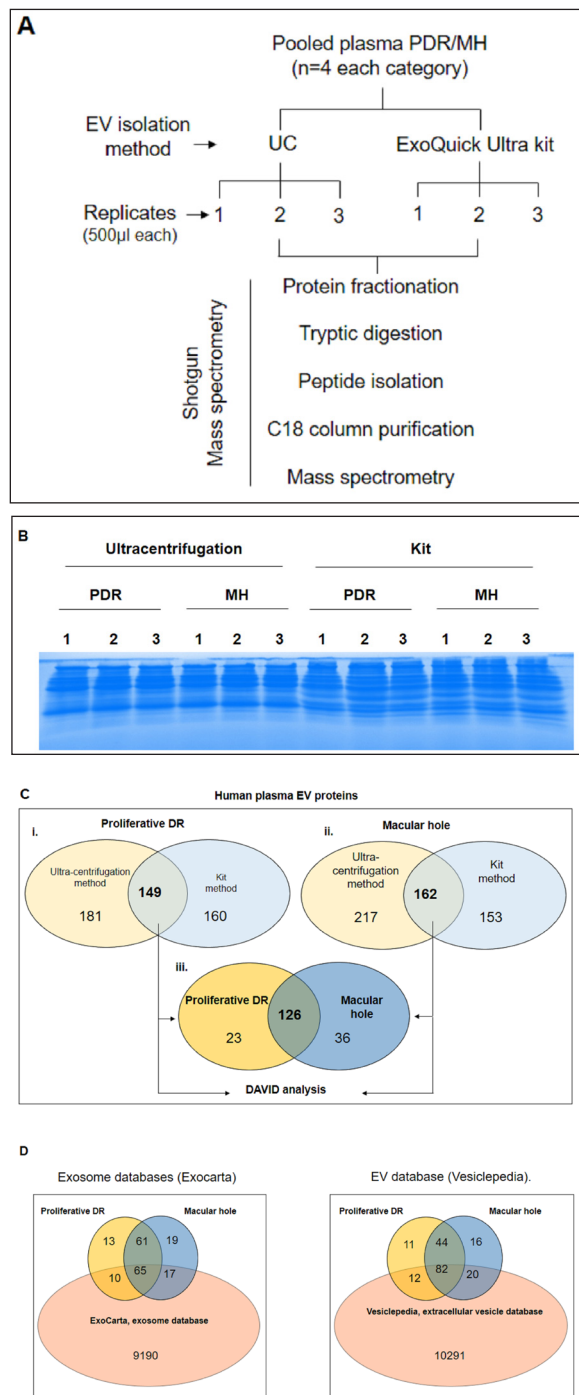 A
Pooled plasma PDR/MH
(n=4 each category)
EV isolation
method
UC
ExoQuick Ultra kit
Replicates
(500µl each)
1 2 3 1 2 3
Shotgun
Mass spectrometry
Protein fractionation
Tryptic digestion
Peptide isolation
C18 column purification
Mass spectrometry
B
Ultracentrifugation Kit
PDR MH PDR MH
1 2 3 1 2 3 1 2 3 1 2 3
C
Human plasma EV proteins
i.
Proliferative DR
Ultra-centrifugation
method
181
149
Kit
method
160
ii.
Macular hole
Ultra-
centrifugation
method
217
162
Kit
method
153
iii.
Proliferative DR
23
126
Macular
hole
36
DAVID analysis
D
Exosome databases (Exocarta)
Proliferative DR Macular hole
13 61 19
10 65 17
ExoCarta, exosome
database
9190
EV database (Vesiclepedia).
Proliferative DR Macular hole
11 44 16
12 82 20
Vesiclepedia, extracellular vesicle database
10291